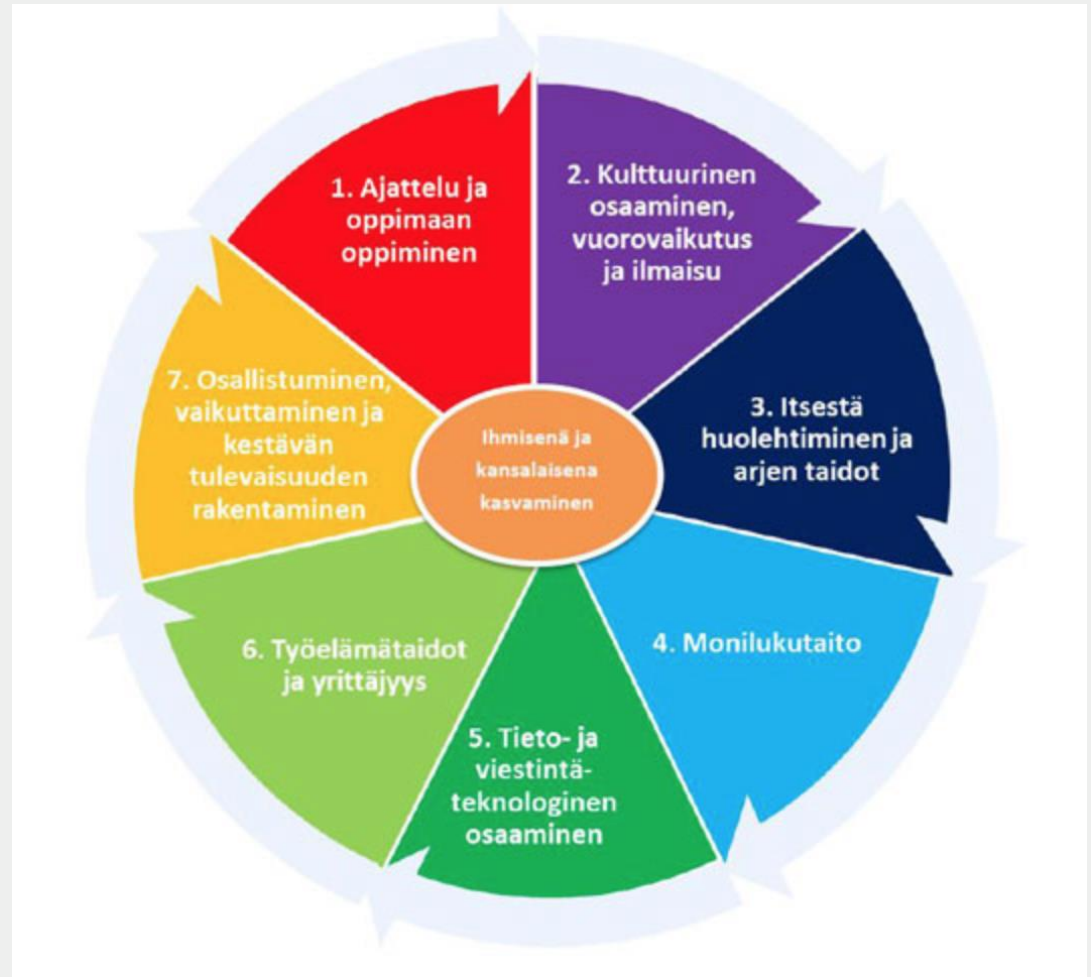 1. Ajattelu ja
oppimaan
oppiminen
2. Kulttuurinen
osaaminen,
vuorovaikutus
ja ilmaisu
3. Itsestä
huolehtiminen ja
arjen taidot
4. Monilukutaito
5. Tieto- ja
viestintä-
teknologinen
osaaminen
6. Työelämätaidot
ja yrittäjyys
7. Osallistuminen,
vaikuttaminen ja
kestävän
tulevaisuuden
rakentaminen
Ihmisenä ja
kansalaisena
kasvaminen